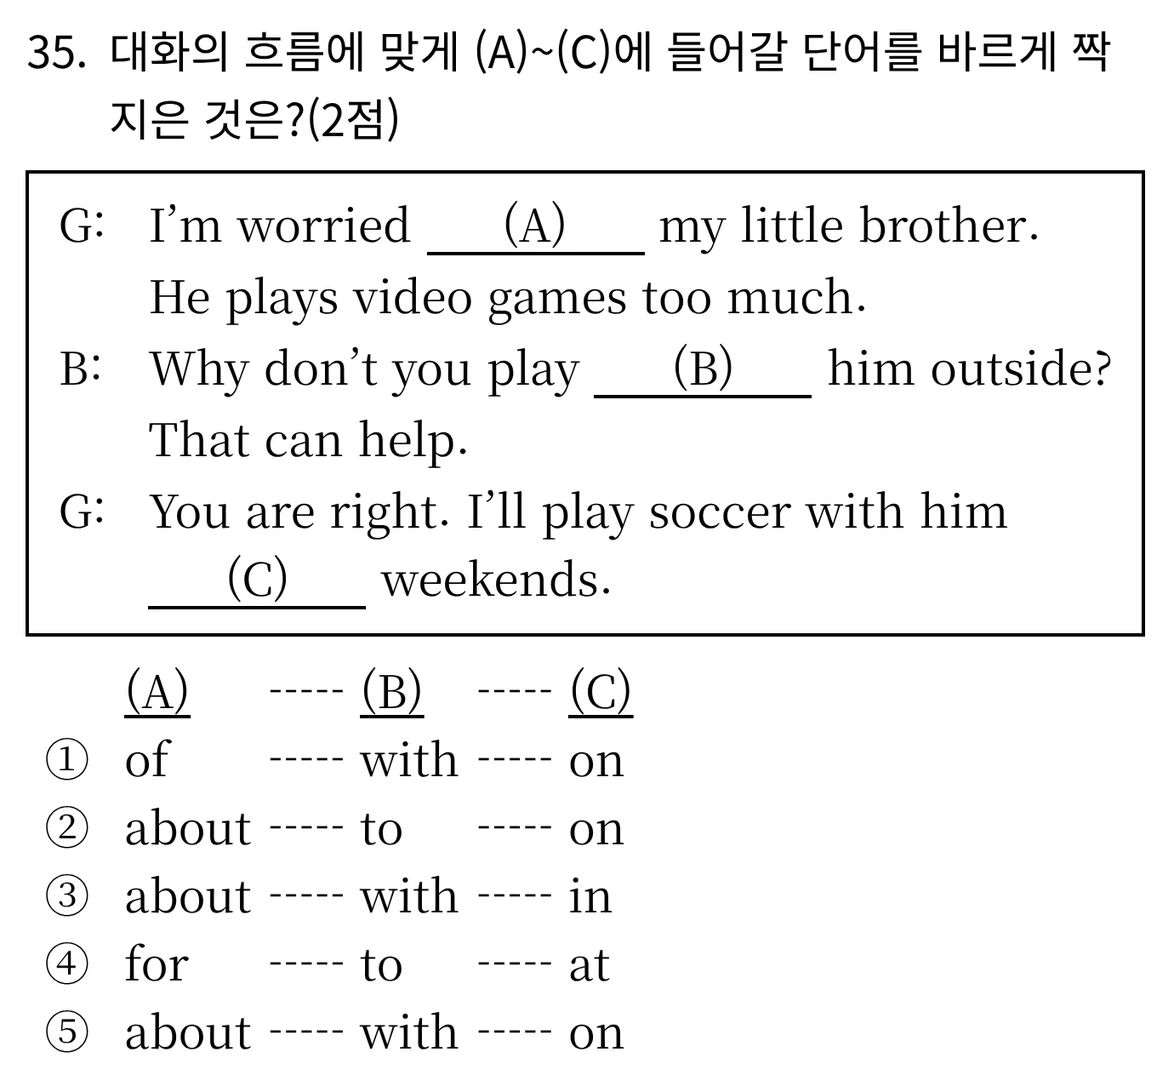 35. 대화의 흐름에 맞게 (A)~(C)에 들어갈 단어를 바르게 짝
지은 것은?(2점)
G: I’m worried (A) my little brother.
He plays video games too much.
B: Why don’t you play (B) him outside?
That can help.
G: You are right. I’ll play soccer with him
(C) weekends.
(A) ----- (B) ----- (C)
① of ----- with ----- on
② about ----- to ----- on
③ about ----- with ----- in
④ for ----- to ----- at
⑤ about ----- with ----- on